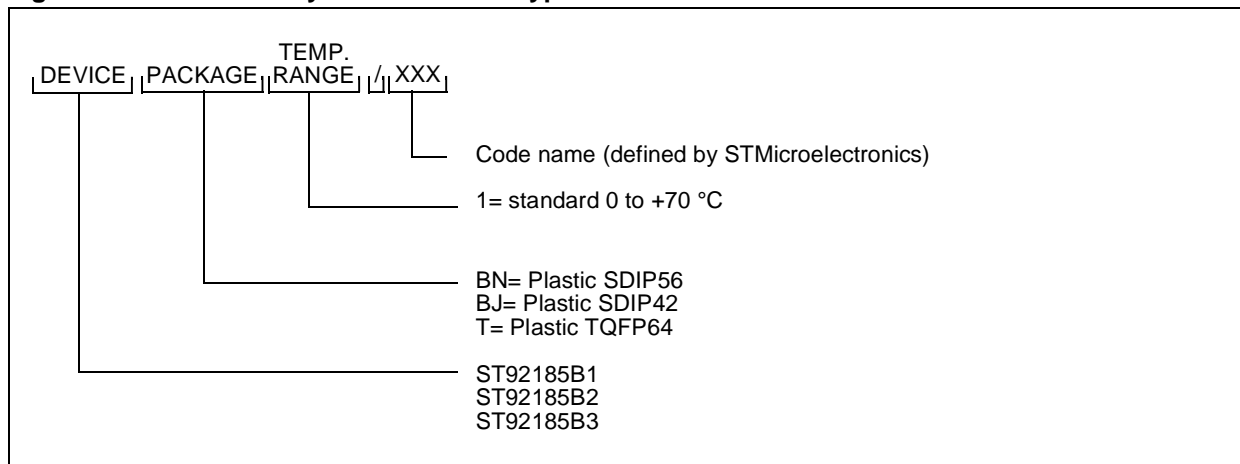 TEMP.
DEVICE PACKAGE RANGE / XXX
Code name (defined by STMicroelectronics)
1= standard 0 to +70 °C
BN= Plastic SDIP56
BJ= Plastic SDIP42
T= Plastic TQFP64
ST92185B1
ST92185B2
ST92185B3